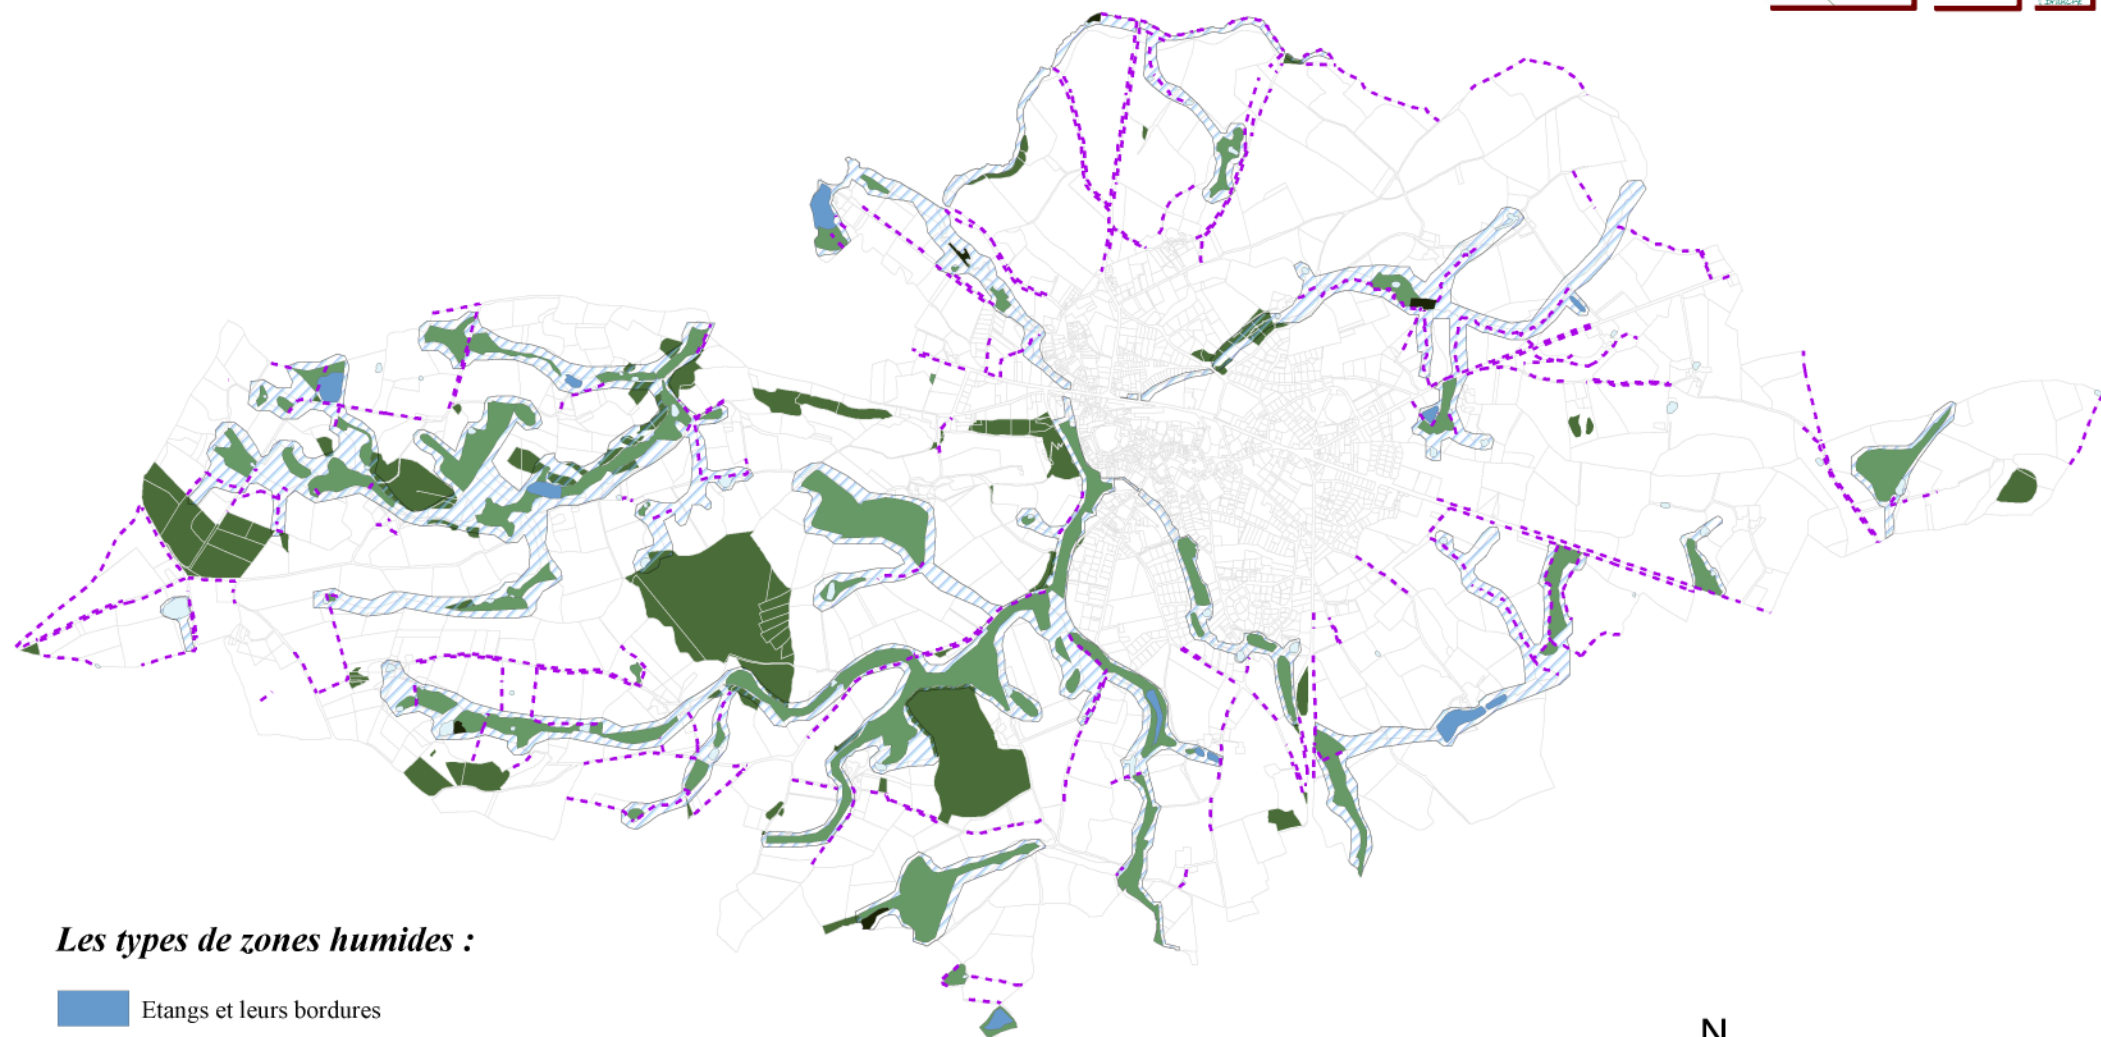 Les types de zones humides :
Etangs et leurs bordures
N